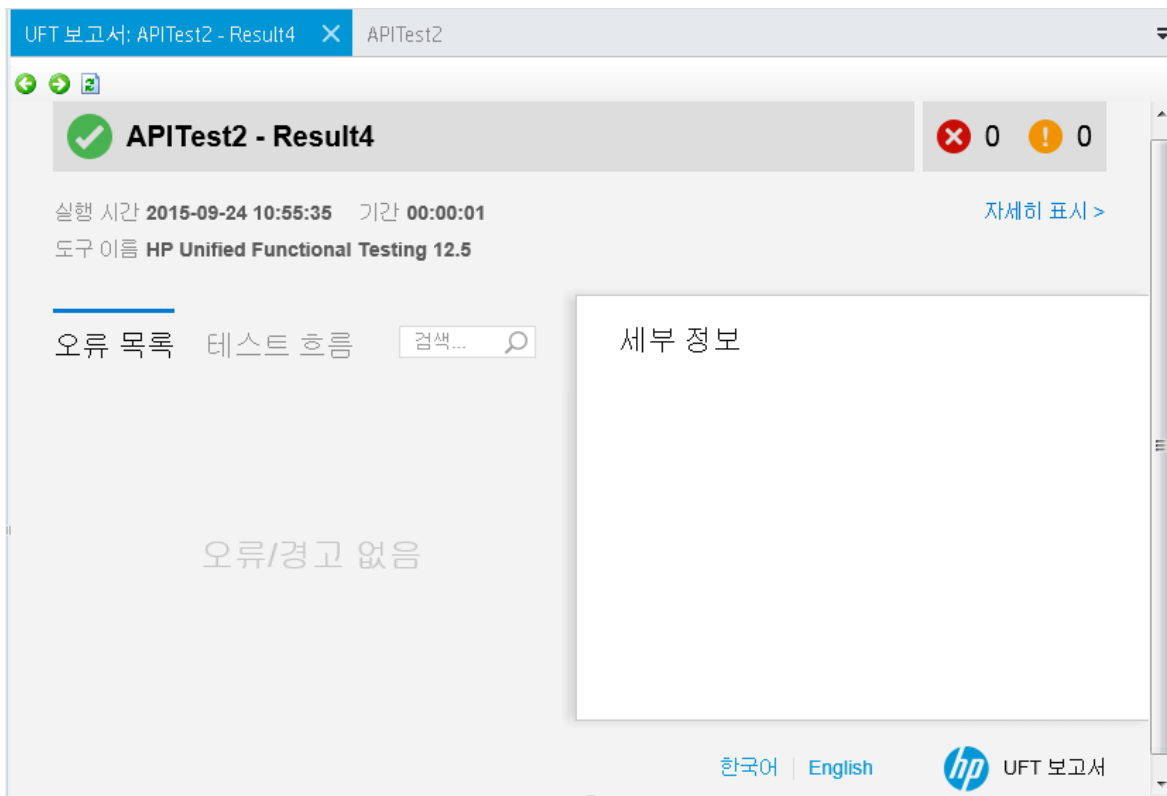 UFT 보고서: APITest2 - Result4 APITest2
APITest2 - Result4 0 0
실행 시간 2015-09-24 10:55:35 기간 00:00:01 자세히 표시 >
도구 이름 HP Unified Functional Testing 12.5
오류 목록 테스트 흐름 검색... 세부 정보
오류/경고 없음
한국어 English hp UFT 보고서